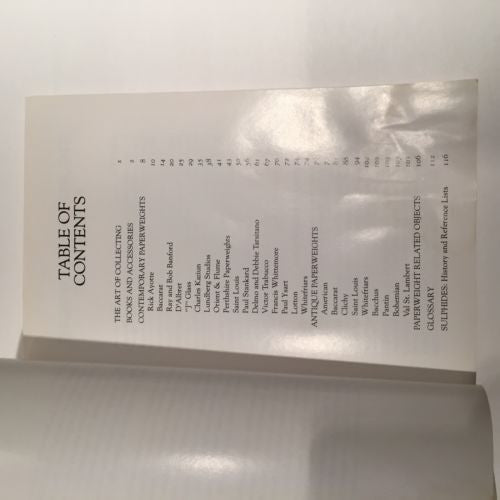 TABLE OF
CONTENTS
THE ART OF COLLECTING 1
BOOKS AND ACCESSORIES 2
CONTEMPORARY PAPERWEIGHTS 8
Rick Ayotte 10
Baccarat 14
Ray and Bob Banford 20
D'Albret 25
"J" Glass 29
Charles Kaziun 35
Lundberg Studios 38
Orient & Flume 41
Perthshire Paperweights 43
Saint Louis 50
Paul Stankard 56
Delmo and Debbie Tarsitano 61
Victor Trabucco 67
Francis Whittemore 70
Paul Ysart 72
Lotton
Whitefriars 74
ANTIQUE PAPERWEIGHTS
American
Baccarat
Clichy 88
Saint Louis 94
Whitefriars
Bacchus
Pantin
Bohemian
Val St. Lambert
PAPERWEIGHT RELATED OBJECTS 106
GLOSSARY 112
SULPHIDES: History and Reference Lists 116